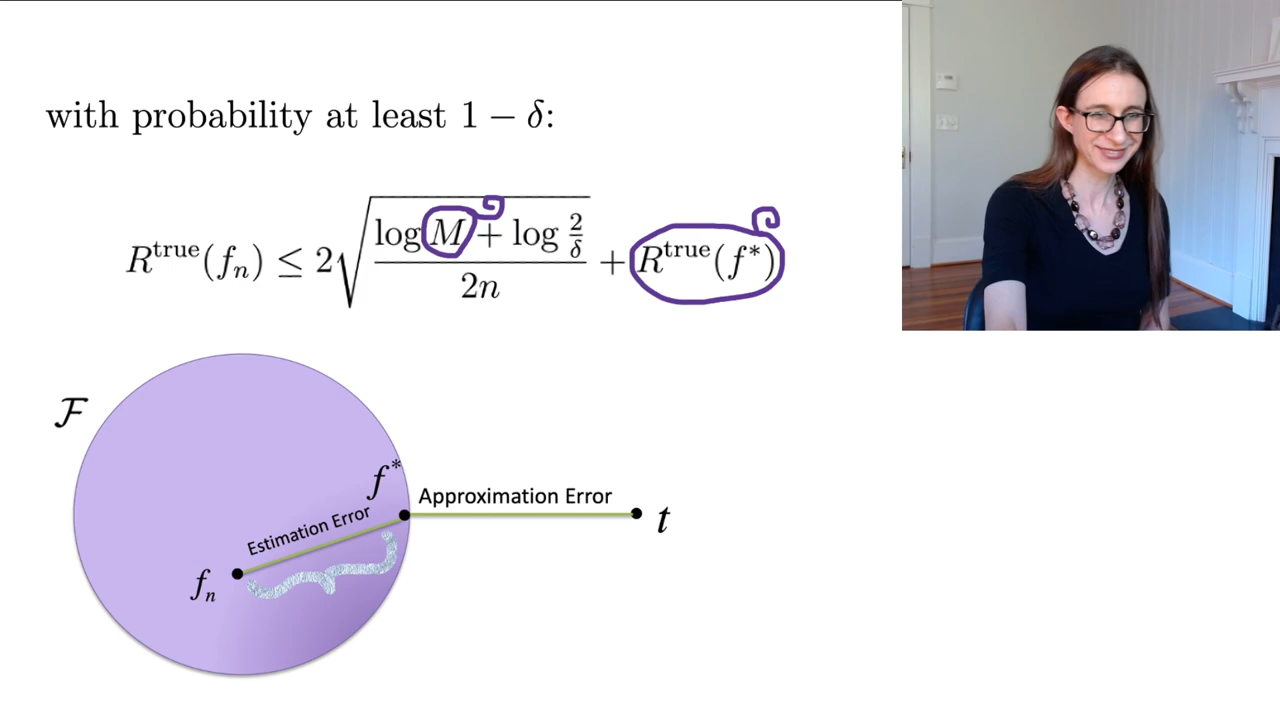 with probability at least 1 − δ:
R^true(f_n) ≤ 2√((log M + log 2/δ)/(2n)) + R^true(f*)
ℱ
f*
Approximation Error
t
Estimation Error
f_n